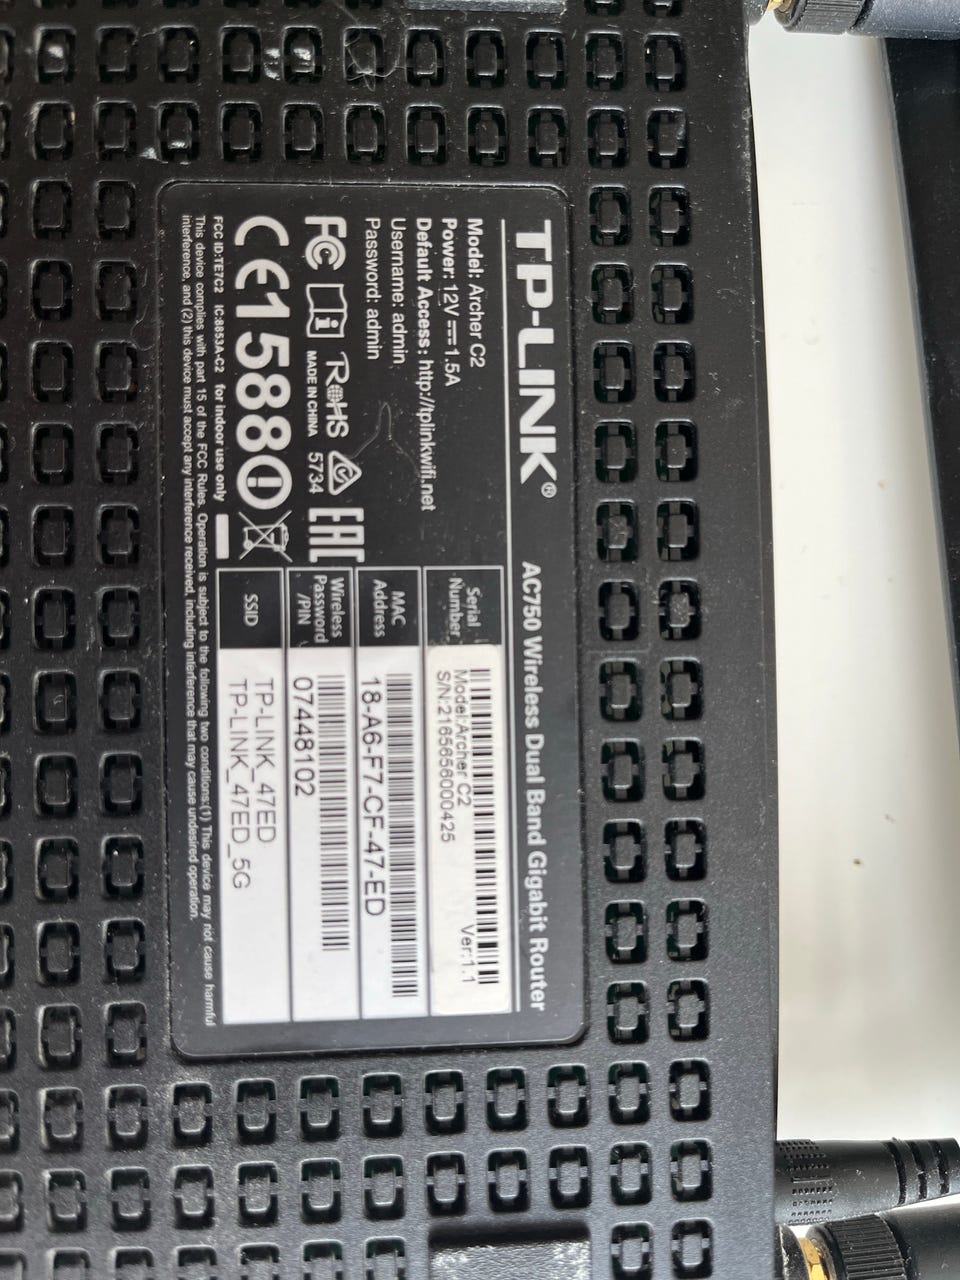 TP-LINK®
AC750 Wireless Dual Band Gigabit Router
Model: Archer C2
Power: 12V⎓1.5A
Default Access: http://tplinkwifi.net
Username: admin
Password: admin
FC RoHS EAC
MADE IN CHINA 5734
CE1588
FCC ID:TE7C2 IC:8853A-C2 for indoor use only
This device complies with part 15 of the FCC Rules. Operation is subject to the following two conditions:(1) This device may not cause harmful
interference, and (2) this device must accept any interference received, including interference that may cause undesired operation.
Serial
Number
Model:Archer C2 Ver:1.1
S/N:2165656000425
MAC
Address
18-A6-F7-CF-47-ED
Wireless
Password
/PIN
07448102
SSID
TP-LINK_47ED
TP-LINK_47ED_5G